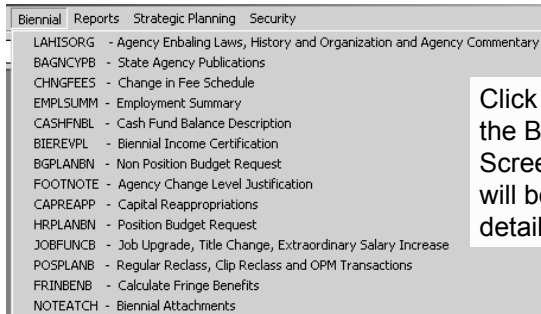 Biennial Reports Strategic Planning Security
LAHISORG - Agency Enbaling Laws, History and Organization and Agency Commentary
BAGNCYPB - State Agency Publications
CHNGFEES - Change in Fee Schedule
EMPLSUMM - Employment Summary
CASHFNBL - Cash Fund Balance Description
BIEREVPL - Biennial Income Certification
BGPLANBN - Non Position Budget Request
FOOTNOTE - Agency Change Level Justification
CAPREAPP - Capital Reappropriations
HRPLANBN - Position Budget Request
JOBFUNCB - Job Upgrade, Title Change, Extraordinary Salary Increase
POSPLANB - Regular Reclass, Clip Reclass and OPM Transactions
FRINBENB - Calculate Fringe Benefits
NOTEATCH - Biennial Attachments
Click
the B
Scree
will be
detail